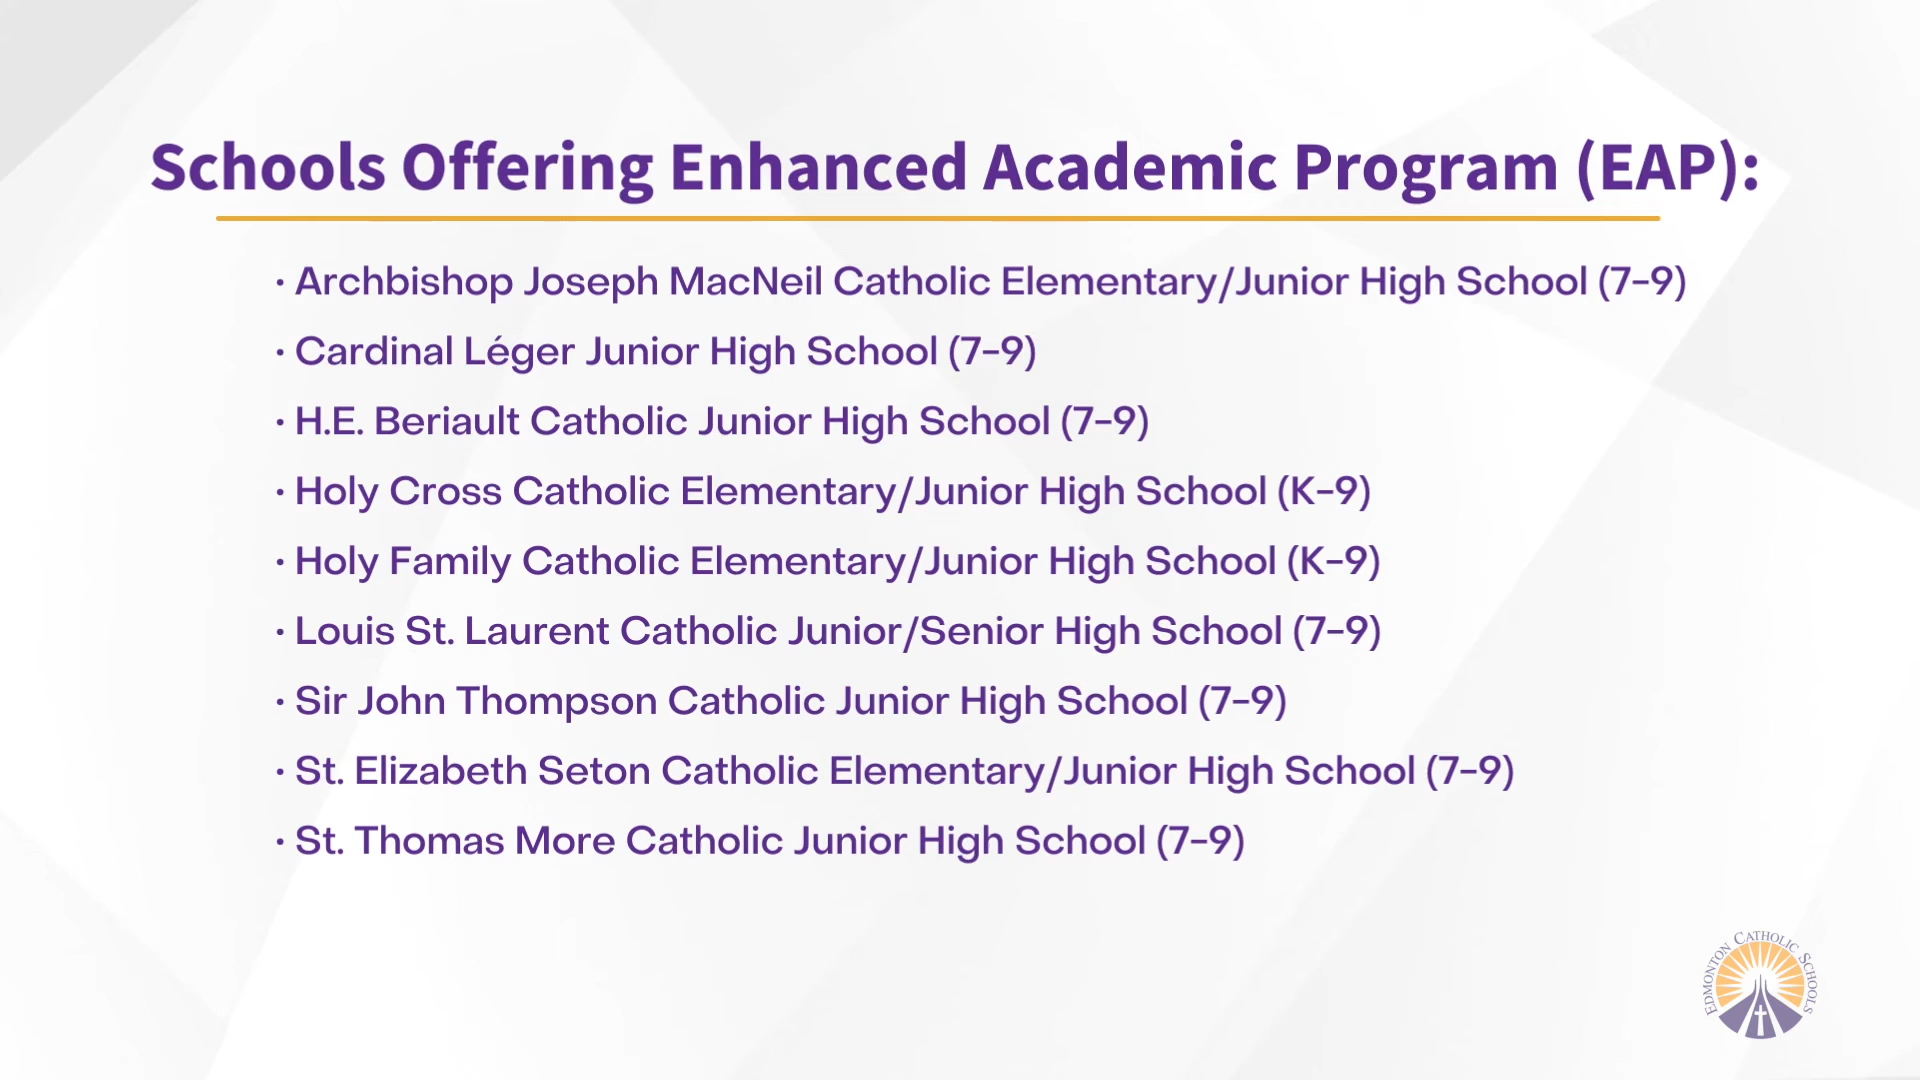 Schools Offering Enhanced Academic Program (EAP):
· Archbishop Joseph MacNeil Catholic Elementary/Junior High School (7–9)
· Cardinal Léger Junior High School (7–9)
· H.E. Beriault Catholic Junior High School (7–9)
· Holy Cross Catholic Elementary/Junior High School (K–9)
· Holy Family Catholic Elementary/Junior High School (K–9)
· Louis St. Laurent Catholic Junior/Senior High School (7–9)
· Sir John Thompson Catholic Junior High School (7–9)
· St. Elizabeth Seton Catholic Elementary/Junior High School (7–9)
· St. Thomas More Catholic Junior High School (7–9)
EDMONTON CATHOLIC SCHOOLS